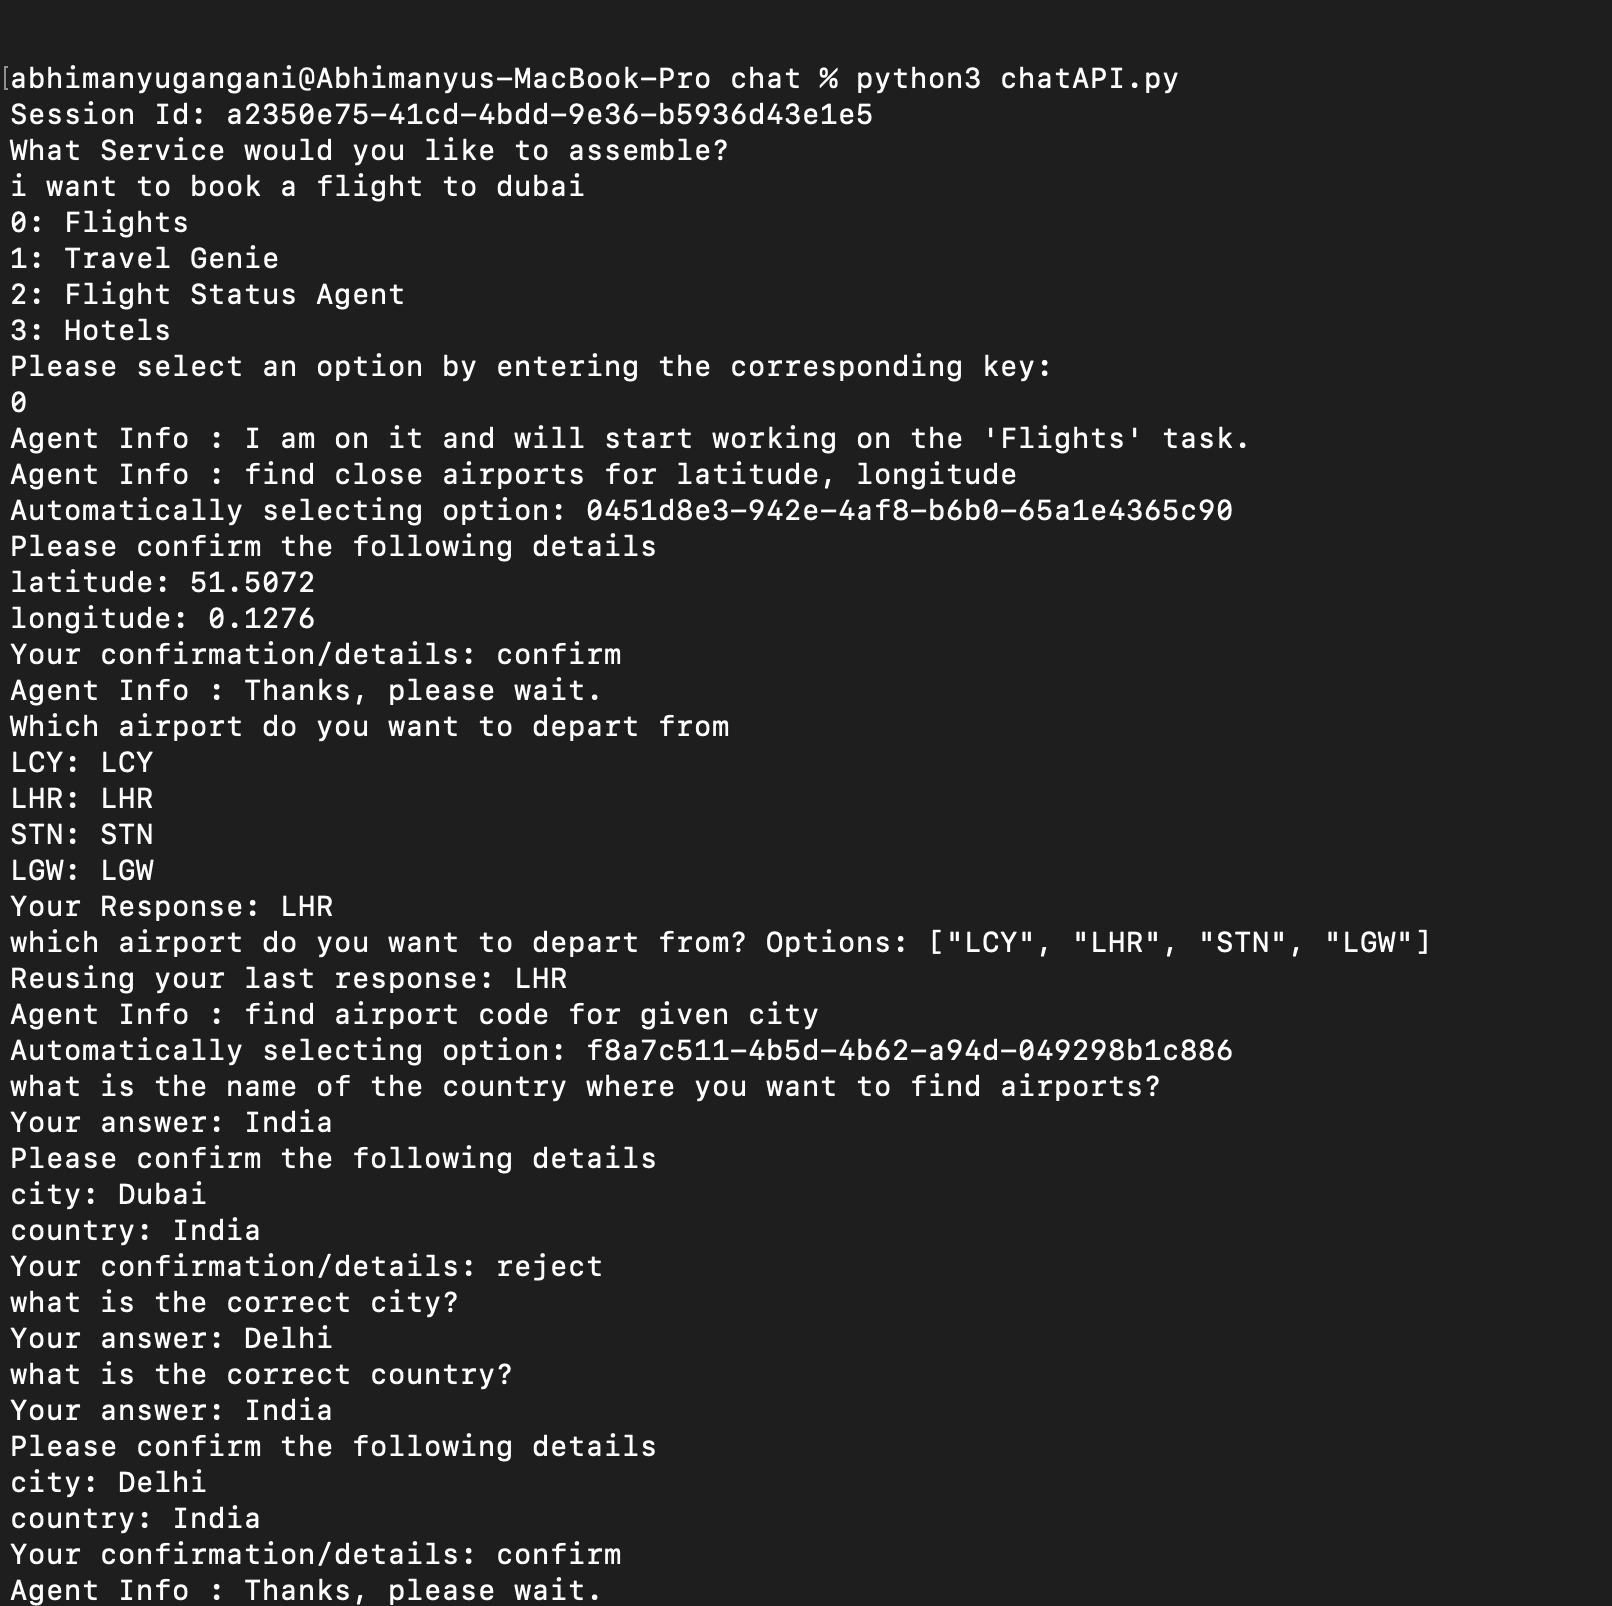 [abhimanyugangani@Abhimanyus-MacBook-Pro chat % python3 chatAPI.py
Session Id: a2350e75-41cd-4bdd-9e36-b5936d43e1e5
What Service would you like to assemble?
i want to book a flight to dubai
0: Flights
1: Travel Genie
2: Flight Status Agent
3: Hotels
Please select an option by entering the corresponding key:
0
Agent Info : I am on it and will start working on the 'Flights' task.
Agent Info : find close airports for latitude, longitude
Automatically selecting option: 0451d8e3-942e-4af8-b6b0-65a1e4365c90
Please confirm the following details
latitude: 51.5072
longitude: 0.1276
Your confirmation/details: confirm
Agent Info : Thanks, please wait.
Which airport do you want to depart from
LCY: LCY
LHR: LHR
STN: STN
LGW: LGW
Your Response: LHR
which airport do you want to depart from? Options: ["LCY", "LHR", "STN", "LGW"]
Reusing your last response: LHR
Agent Info : find airport code for given city
Automatically selecting option: f8a7c511-4b5d-4b62-a94d-049298b1c886
what is the name of the country where you want to find airports?
Your answer: India
Please confirm the following details
city: Dubai
country: India
Your confirmation/details: reject
what is the correct city?
Your answer: Delhi
what is the correct country?
Your answer: India
Please confirm the following details
city: Delhi
country: India
Your confirmation/details: confirm
Agent Info : Thanks, please wait.